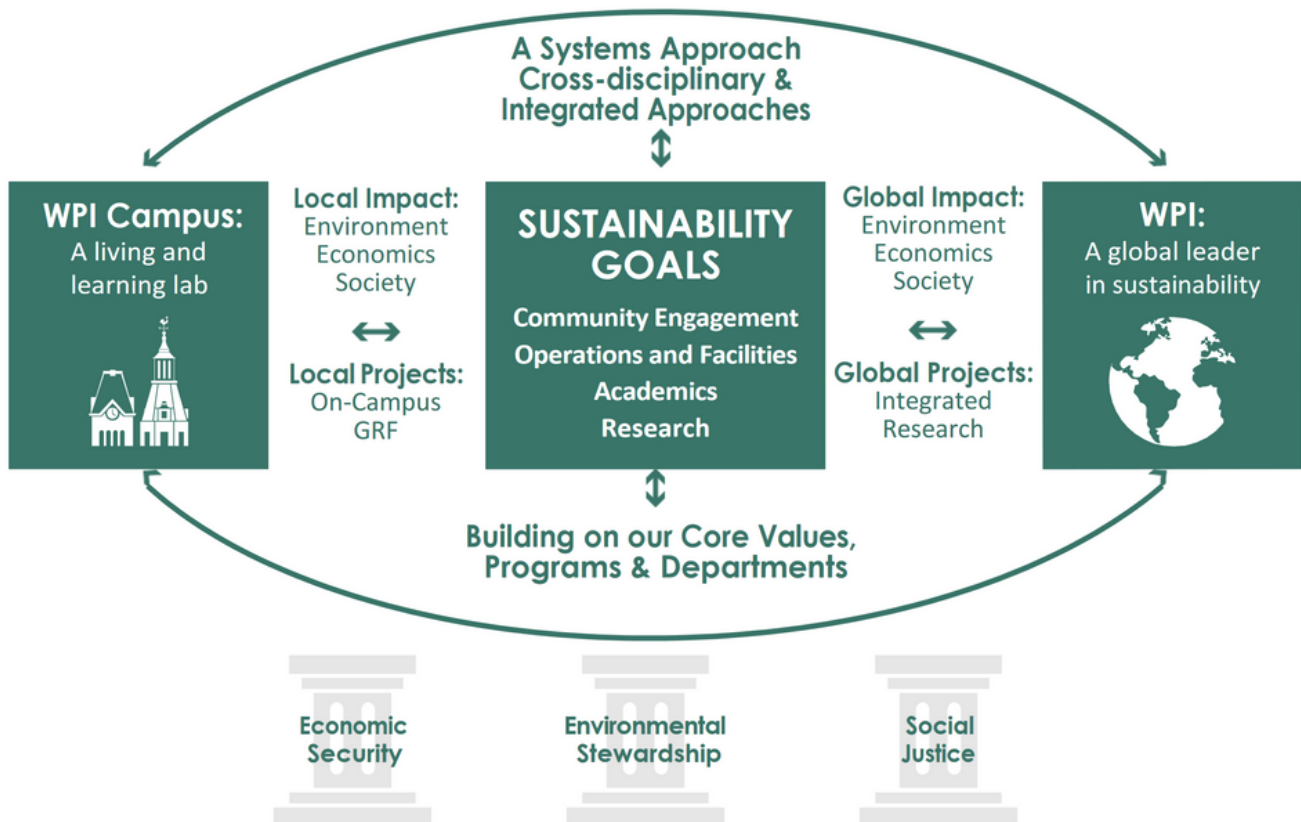 A Systems Approach
Cross-disciplinary &
Integrated Approaches
WPI Campus:
A living and
learning lab
Local Impact:
Environment
Economics
Society
Local Projects:
On-Campus
GRF
SUSTAINABILITY
GOALS
Community Engagement
Operations and Facilities
Academics
Research
Global Impact:
Environment
Economics
Society
Global Projects:
Integrated
Research
WPI:
A global leader
in sustainability
Building on our Core Values,
Programs & Departments
Economic
Security
Environmental
Stewardship
Social
Justice